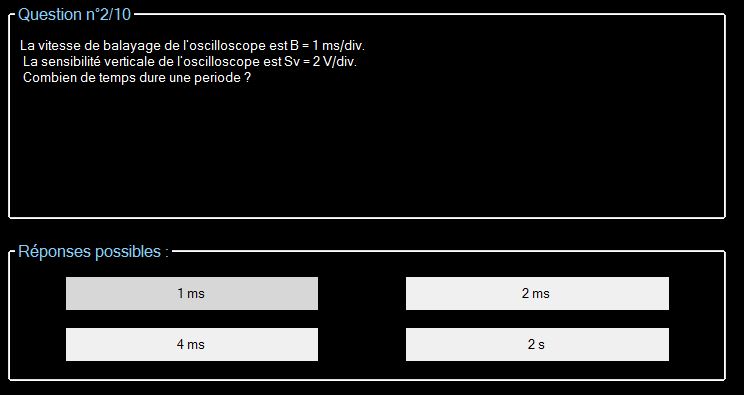 Question n°2/10
La vitesse de balayage de l'oscilloscope est B = 1 ms/div.
La sensibilité verticale de l'oscilloscope est Sv = 2 V/div.
Combien de temps dure une periode ?
Réponses possibles :
1 ms
2 ms
4 ms
2 s